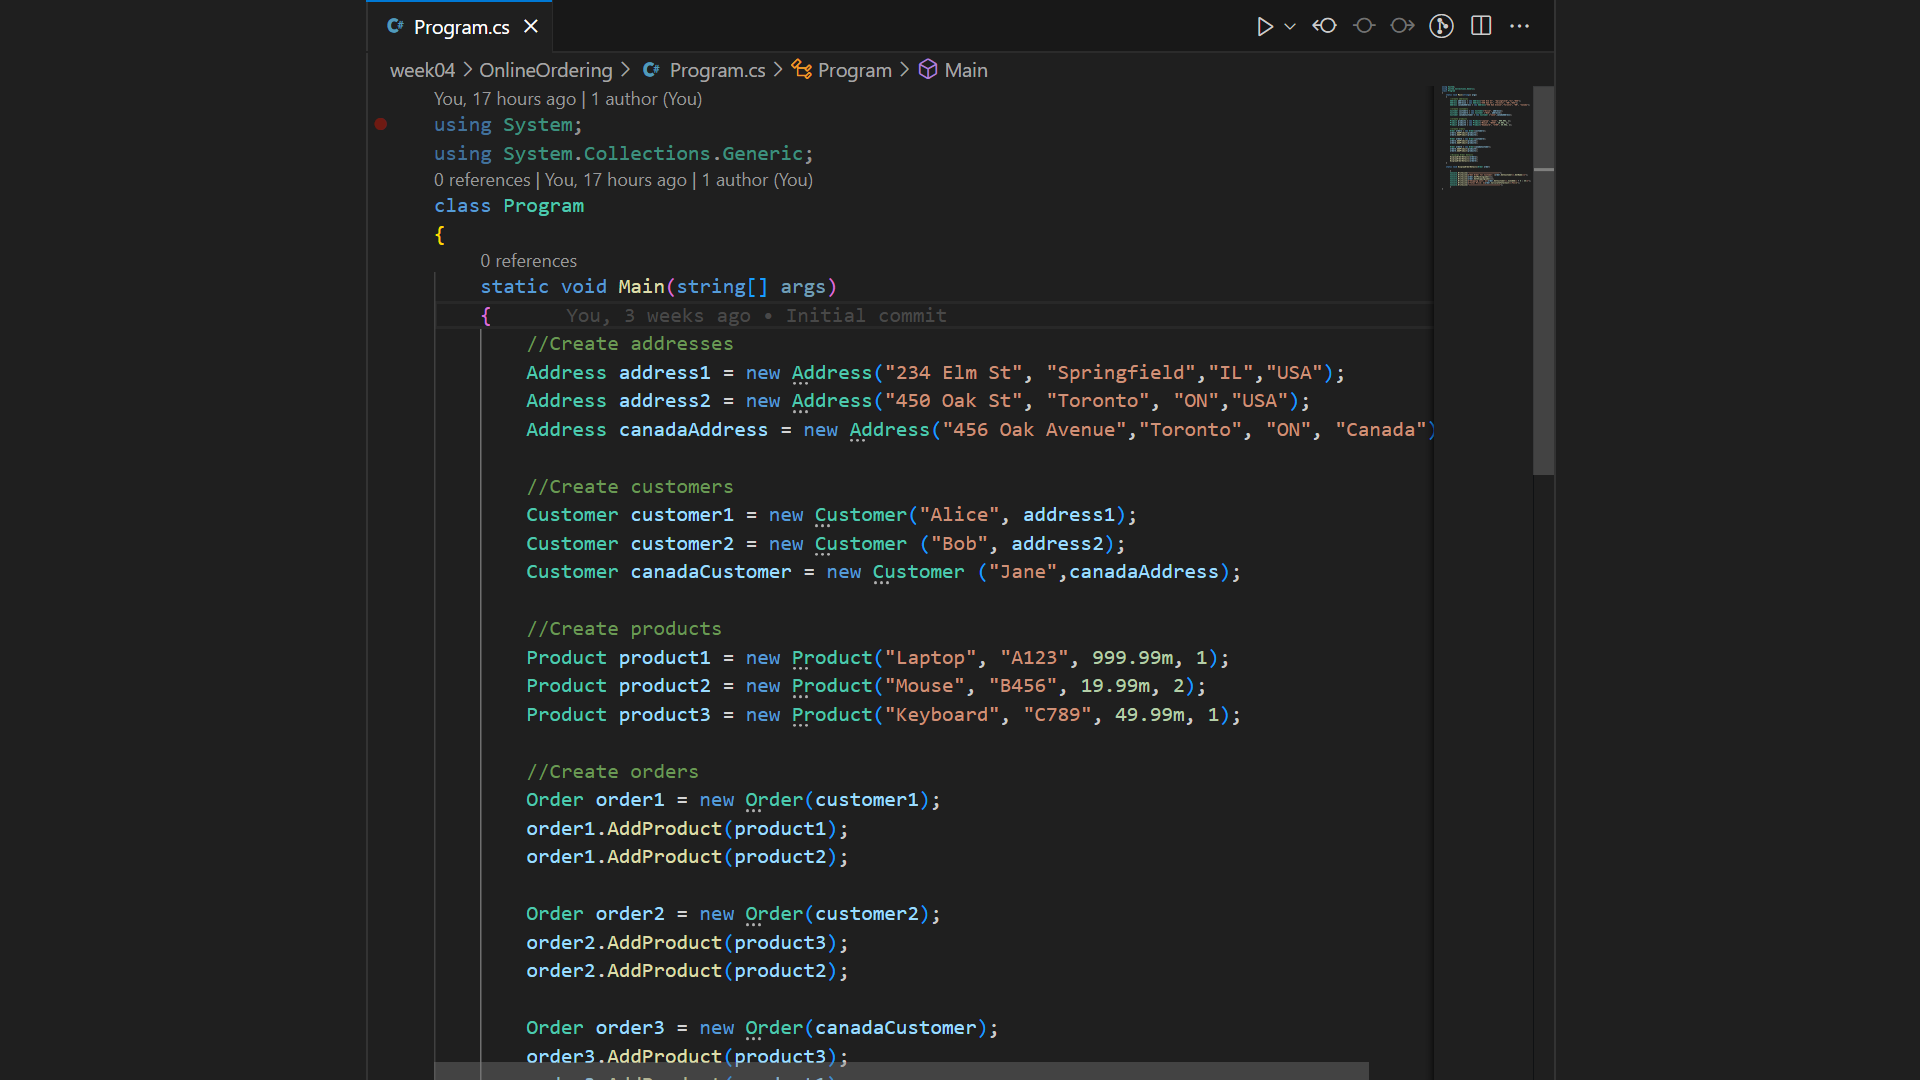 Program.cs
week04 > OnlineOrdering > Program.cs > Program > Main
You, 17 hours ago | 1 author (You)
using System;
using System.Collections.Generic;
0 references | You, 17 hours ago | 1 author (You)
class Program
{
0 references
static void Main(string[] args)
{ You, 3 weeks ago • Initial commit
//Create addresses
Address address1 = new Address("234 Elm St", "Springfield","IL","USA");
Address address2 = new Address("450 Oak St", "Toronto", "ON","USA");
Address canadaAddress = new Address("456 Oak Avenue","Toronto", "ON", "Canada")
//Create customers
Customer customer1 = new Customer("Alice", address1);
Customer customer2 = new Customer ("Bob", address2);
Customer canadaCustomer = new Customer ("Jane",canadaAddress);
//Create products
Product product1 = new Product("Laptop", "A123", 999.99m, 1);
Product product2 = new Product("Mouse", "B456", 19.99m, 2);
Product product3 = new Product("Keyboard", "C789", 49.99m, 1);
//Create orders
Order order1 = new Order(customer1);
order1.AddProduct(product1);
order1.AddProduct(product2);
Order order2 = new Order(customer2);
order2.AddProduct(product3);
order2.AddProduct(product2);
Order order3 = new Order(canadaCustomer);
order3.AddProduct(product3);